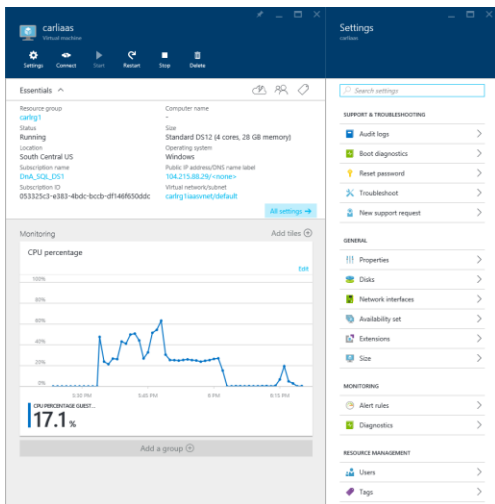 carliaas
Virtual machine
Settings
Connect
Start
Restart
Stop
Delete
Essentials
Resource group
carlrg1
Status
Running
Location
South Central US
Subscription name
DnA_SQL_DS1
Subscription ID
053325c3-e383-4bdc-bccb-df146f650ddc
Computer name
-
Size
Standard DS12 (4 cores, 28 GB memory)
Operating system
Windows
Public IP address/DNS name label
104.215.88.29/<none>
Virtual network/subnet
carlrg1iaasvnet/default
All settings →
Monitoring
Add tiles
CPU percentage
Edit
100%
80%
60%
40%
20%
0%
5:30 PM
5:45 PM
6 PM
6:15 PM
CPU PERCENTAGE GUEST...
17.1 %
Add a group
Settings
carliaas
Search settings
SUPPORT & TROUBLESHOOTING
Audit logs
Boot diagnostics
Reset password
Troubleshoot
New support request
GENERAL
Properties
Disks
Network interfaces
Availability set
Extensions
Size
MONITORING
Alert rules
Diagnostics
RESOURCE MANAGEMENT
Users
Tags